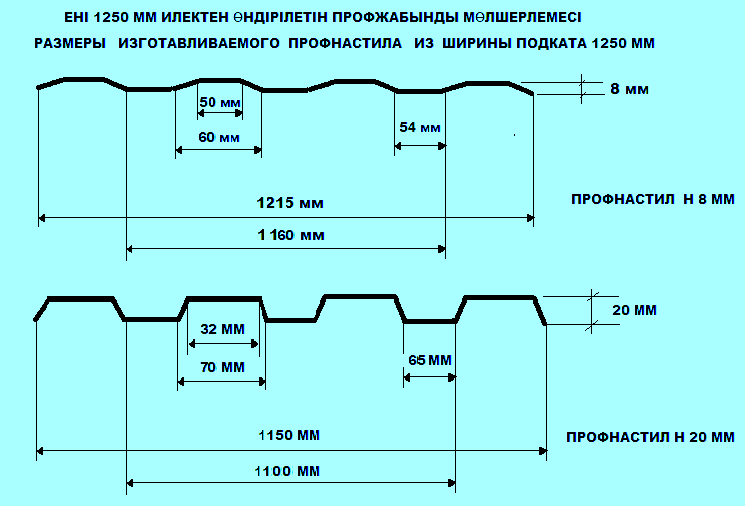 ЕНІ 1250 ММ ИЛЕКТЕН ӨНДІРІЛЕТІН ПРОФЖАБЫНДЫ МӨЛШЕРЛЕМЕСІ
РАЗМЕРЫ ИЗГОТАВЛИВАЕМОГО ПРОФНАСТИЛА ИЗ ШИРИНЫ ПОДКАТА 1250 ММ
8 мм
50 мм
54 мм
60 мм
ПРОФНАСТИЛ Н 8 ММ
1215 мм
1 160 мм
20 ММ
32 ММ
65 ММ
70 ММ
1150 ММ
ПРОФНАСТИЛ Н 20 ММ
1100 ММ